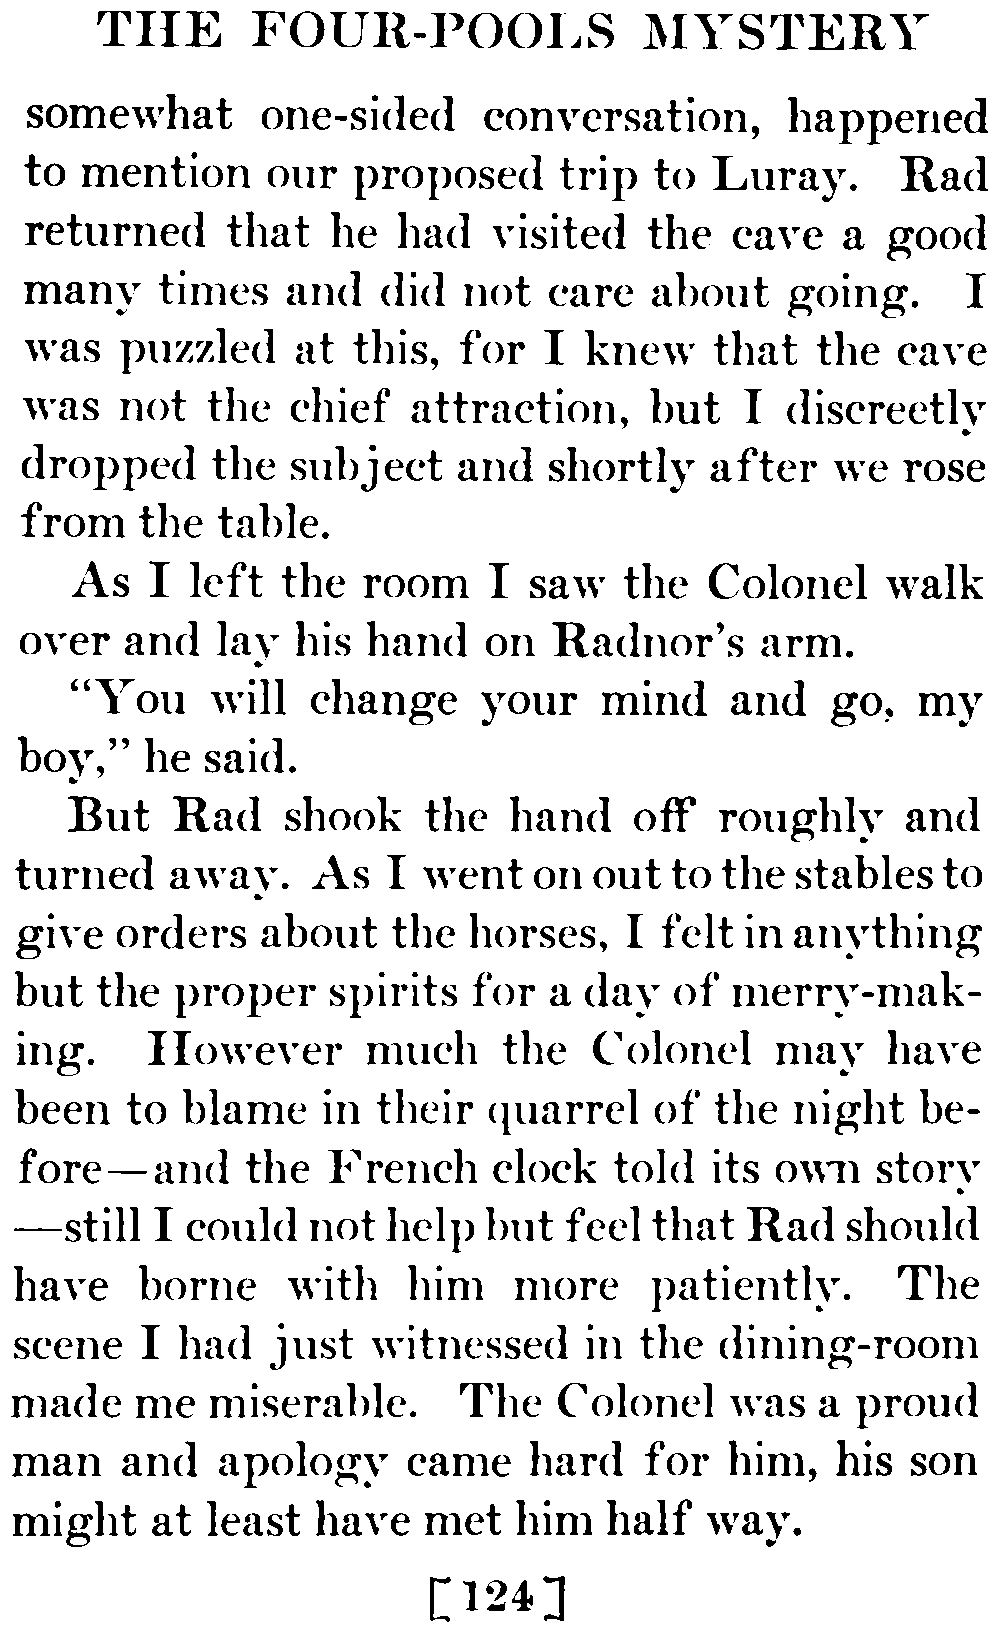 THE FOUR-POOLS MYSTERY
somewhat one-sided conversation, happened
to mention our proposed trip to Luray. Rad
returned that he had visited the cave a good
many times and did not care about going. I
was puzzled at this, for I knew that the cave
was not the chief attraction, but I discreetly
dropped the subject and shortly after we rose
from the table.
As I left the room I saw the Colonel walk
over and lay his hand on Radnor's arm.
“You will change your mind and go, my
boy,” he said.
But Rad shook the hand off roughly and
turned away. As I went on out to the stables to
give orders about the horses, I felt in anything
but the proper spirits for a day of merry-mak-
ing. However much the Colonel may have
been to blame in their quarrel of the night be-
fore—and the French clock told its own story
—still I could not help but feel that Rad should
have borne with him more patiently. The
scene I had just witnessed in the dining-room
made me miserable. The Colonel was a proud
man and apology came hard for him, his son
might at least have met him half way.
[124]